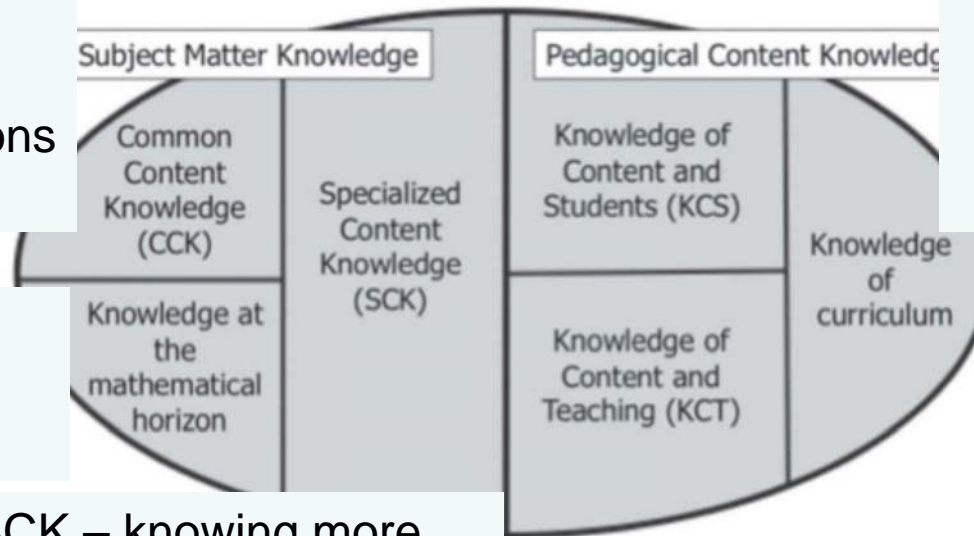 Subject Matter Knowledge
Pedagogical Content
ons
Common
Content
Knowledge
(CCK)
Specialized
Content
Knowledge
(SCK)
Knowledge of
Content and
Students (KCS)
Knowledge
of
curriculum
Knowledge at
the
mathematical
horizon
Knowledge of
Content and
Teaching (KCT)
CK – knowing more